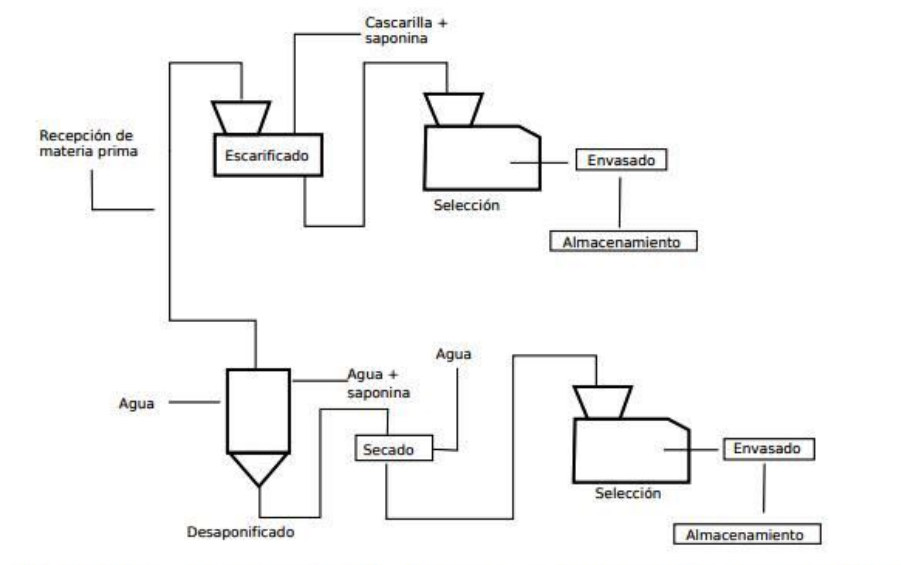 Cascarilla +
saponina
Recepción de
materia prima
Escarificado
Envasado
Selección
Almacenamiento
Agua
Agua +
saponina
Agua
Secado
Envasado
Selección
Desaponificado
Almacenamiento